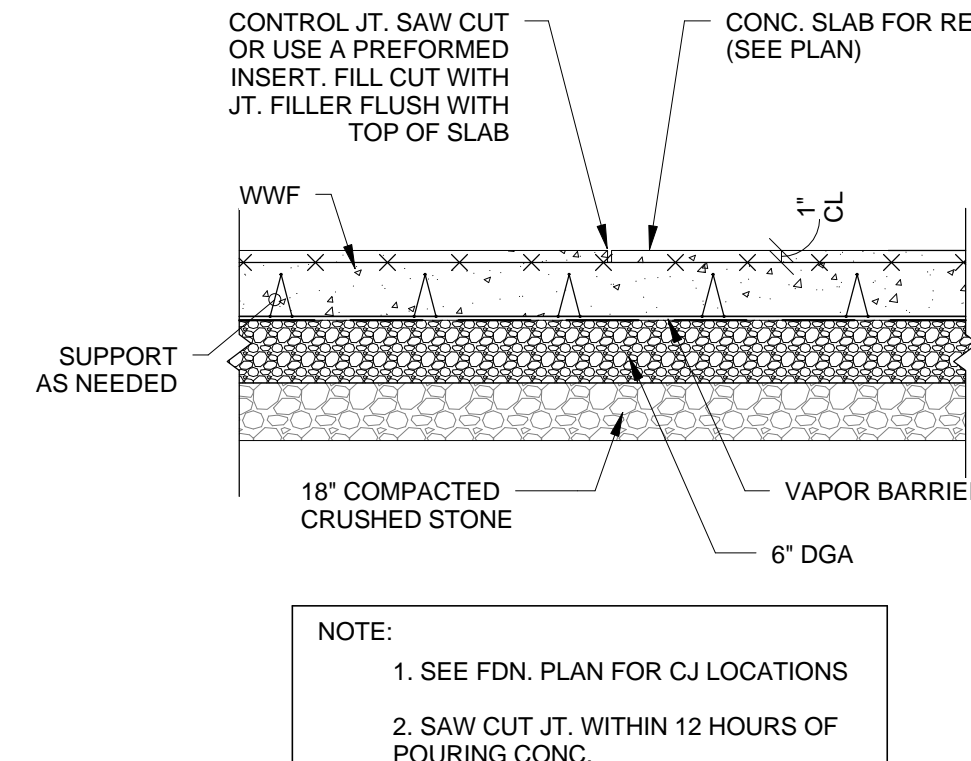 CONTROL JT. SAW CUT
OR USE A PREFORMED
INSERT. FILL CUT WITH
JT. FILLER FLUSH WITH
TOP OF SLAB
CONC. SLAB FOR RE
(SEE PLAN)
WWF
1"
CL
SUPPORT
AS NEEDED
18" COMPACTED
CRUSHED STONE
VAPOR BARRIE
6" DGA
NOTE:
1. SEE FDN. PLAN FOR CJ LOCATIONS
2. SAW CUT JT. WITHIN 12 HOURS OF
POURING CONC.